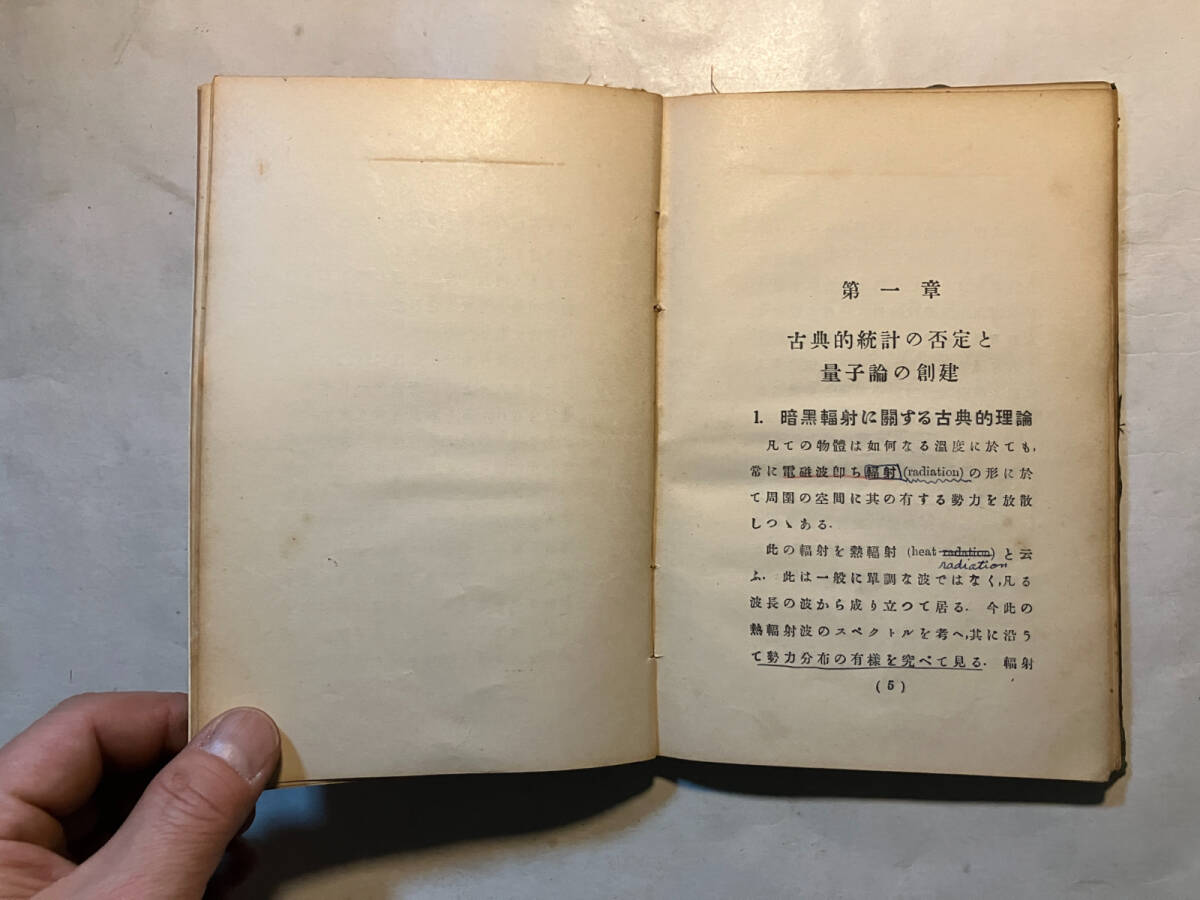 第一章
古典的統計の否定と
量子論の創建
1. 暗黒輻射に關する古典的理論
凡ての物體は如何なる溫度に於ても,
常に電磁波卽ち輻射(radiation)の形に於
て周圍の空間に其の有する勢力を放散
しつゝある.
此の輻射を熱輻射 (heat radation) と云
radiation
ふ. 此は一般に單調な波ではなく,凡る
波長の波から成り立つて居る. 今此の
熱輻射波のスペクトルを考へ,其に沿う
て勢力分布の有樣を究べて見る. 輻射
(5)